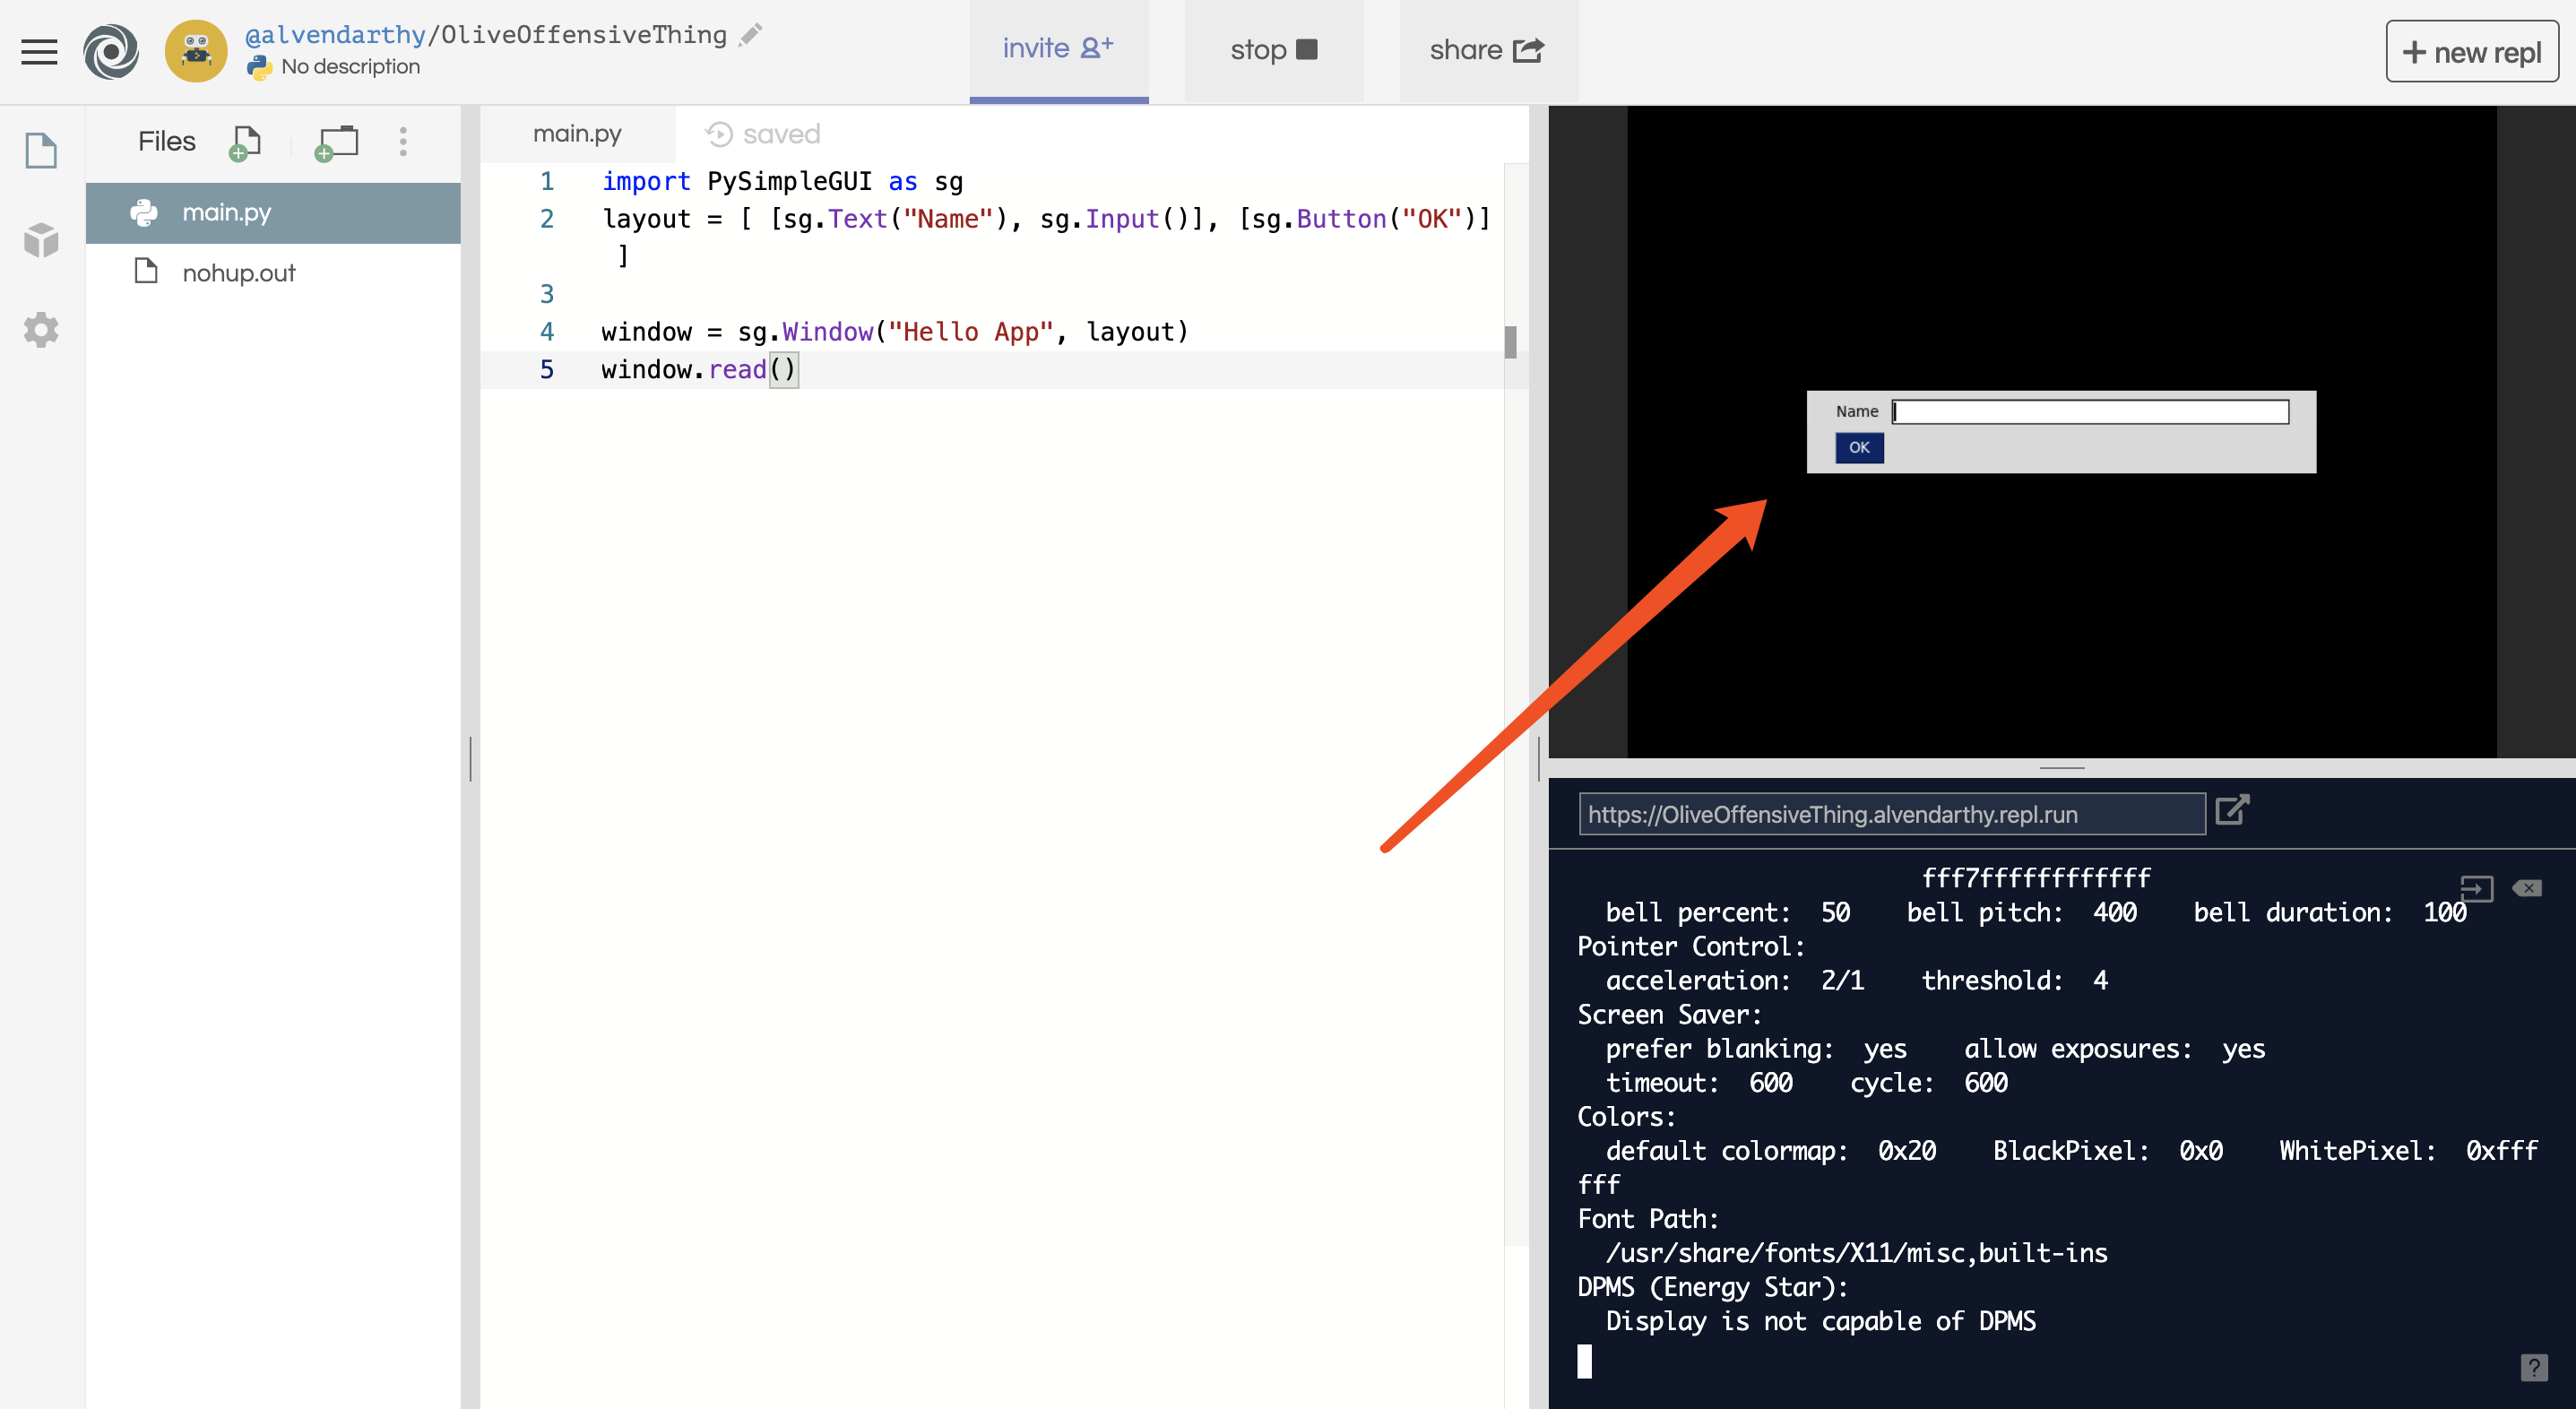 @alvendarthy/OliveOffensiveThing
No description
invite
stop
share
+ new repl
Files
main.py
nohup.out
main.py
saved
1 import PySimpleGUI as sg
2 layout = [ [sg.Text("Name"), sg.Input()], [sg.Button("OK")]
]
3
4 window = sg.Window("Hello App", layout)
5 window.read()
Name
OK
https://OliveOffensiveThing.alvendarthy.repl.run
fff7ffffffffffff
bell percent: 50 bell pitch: 400 bell duration: 100
Pointer Control:
acceleration: 2/1 threshold: 4
Screen Saver:
prefer blanking: yes allow exposures: yes
timeout: 600 cycle: 600
Colors:
default colormap: 0x20 BlackPixel: 0x0 WhitePixel: 0xfff
fff
Font Path:
/usr/share/fonts/X11/misc,built-ins
DPMS (Energy Star):
Display is not capable of DPMS
?